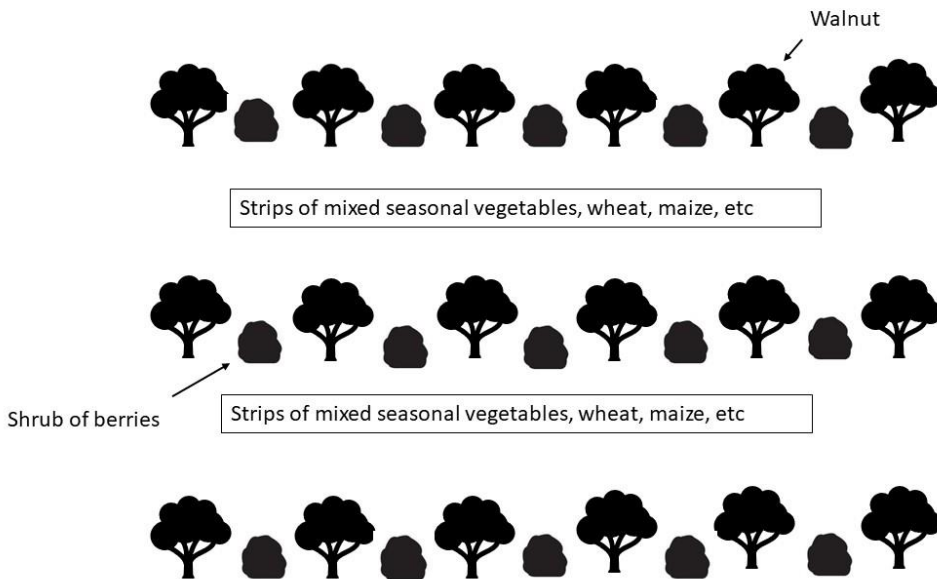 Walnut
Strips of mixed seasonal vegetables, wheat, maize, etc
Shrub of berries
Strips of mixed seasonal vegetables, wheat, maize, etc